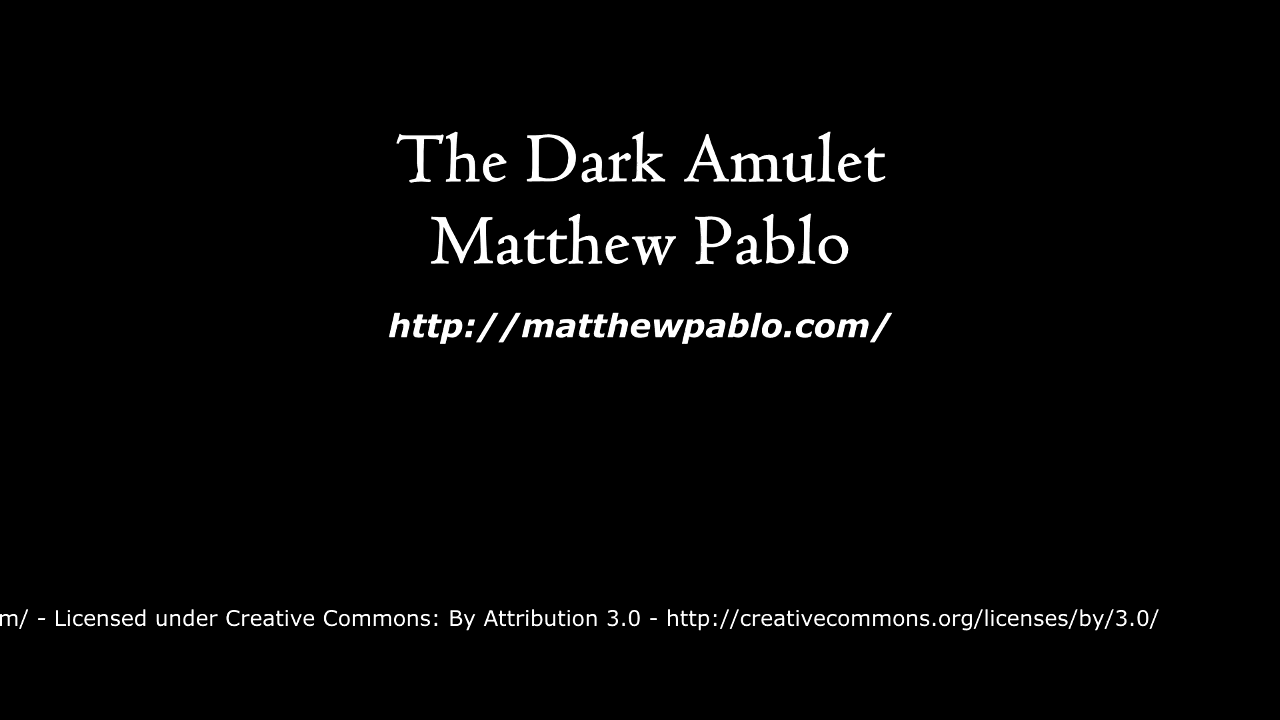 The Dark Amulet
Matthew Pablo
http://matthewpablo.com/
m/ - Licensed under Creative Commons: By Attribution 3.0 - http://creativecommons.org/licenses/by/3.0/